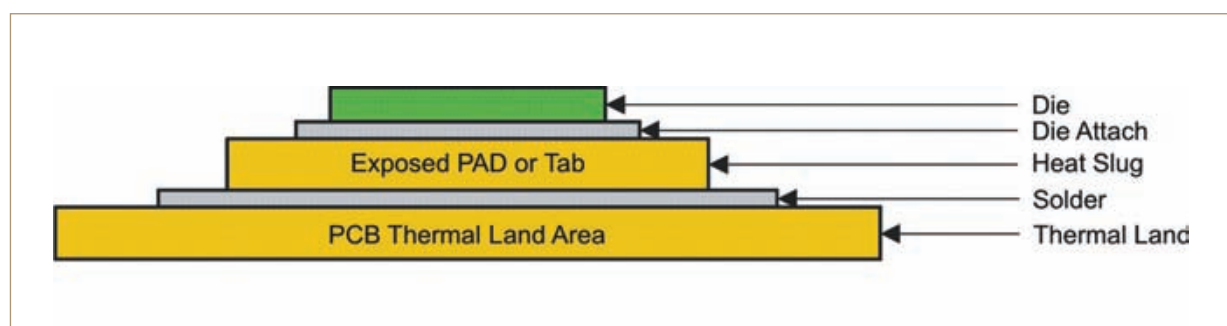 Die
Die Attach
Exposed PAD or Tab
Heat Slug
Solder
PCB Thermal Land Area
Thermal Land